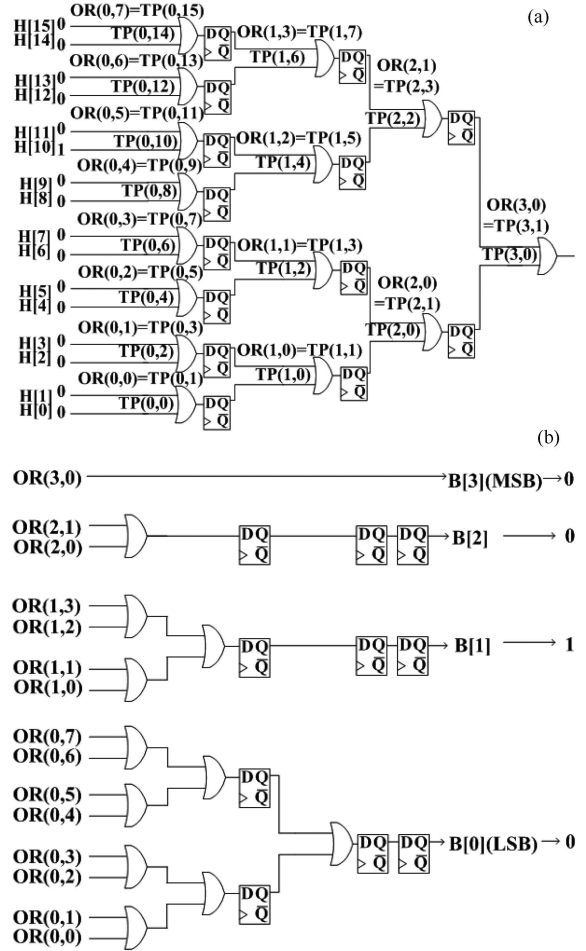 (a)
OR(0,7)=TP(0,15)
H[15] 0
H[14] 0
TP(0,14)
D Q
Q
OR(1,3)=TP(1,7)
TP(1,6)
D Q
Q
OR(0,6)=TP(0,13)
H[13] 0
H[12] 0
TP(0,12)
D Q
Q
OR(2,1)
=TP(2,3)
TP(2,2)
D Q
Q
OR(0,5)=TP(0,11)
H[11] 0
H[10] 1
TP(0,10)
D Q
Q
OR(1,2)=TP(1,5)
TP(1,4)
D Q
Q
OR(0,4)=TP(0,9)
H[9] 0
H[8] 0
TP(0,8)
D Q
Q
OR(3,0)
=TP(3,1)
TP(3,0)
OR(0,3)=TP(0,7)
H[7] 0
H[6] 0
TP(0,6)
D Q
Q
OR(1,1)=TP(1,3)
TP(1,2)
D Q
Q
OR(0,2)=TP(0,5)
H[5] 0
H[4] 0
TP(0,4)
D Q
Q
OR(2,0)
=TP(2,1)
TP(2,0)
D Q
Q
OR(0,1)=TP(0,3)
H[3] 0
H[2] 0
TP(0,2)
D Q
Q
OR(1,0)=TP(1,1)
TP(1,0)
D Q
Q
OR(0,0)=TP(0,1)
H[1] 0
H[0] 0
TP(0,0)
D Q
Q
(b)
OR(3,0) B[3](MSB) 0
OR(2,1)
OR(2,0)
D Q D Q D Q
Q Q Q
B[2] 0
OR(1,3)
OR(1,2)
OR(1,1)
OR(1,0)
D Q D Q D Q
Q Q Q
B[1] 1
OR(0,7)
OR(0,6)
D Q
Q
OR(0,5)
OR(0,4)
D Q D Q
Q Q
B[0](LSB) 0
OR(0,3)
OR(0,2)
D Q
Q
OR(0,1)
OR(0,0)